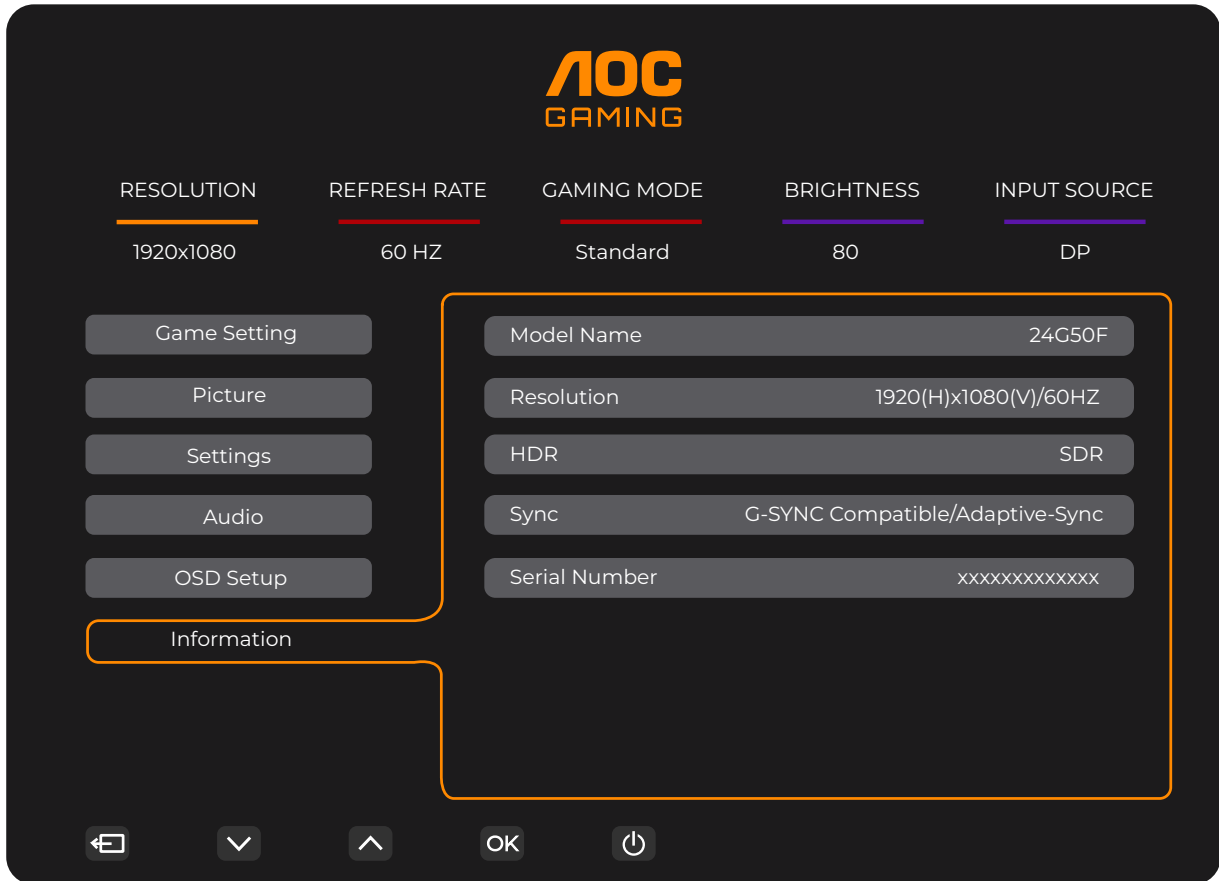 AOC
GAMING
RESOLUTION REFRESH RATE GAMING MODE BRIGHTNESS INPUT SOURCE
1920x1080 60 HZ Standard 80 DP
Game Setting
Model Name 24G50F
Picture
Resolution 1920(H)x1080(V)/60HZ
Settings
HDR SDR
Audio
Sync G-SYNC Compatible/Adaptive-Sync
OSD Setup
Serial Number xxxxxxxxxxxxx
Information
OK